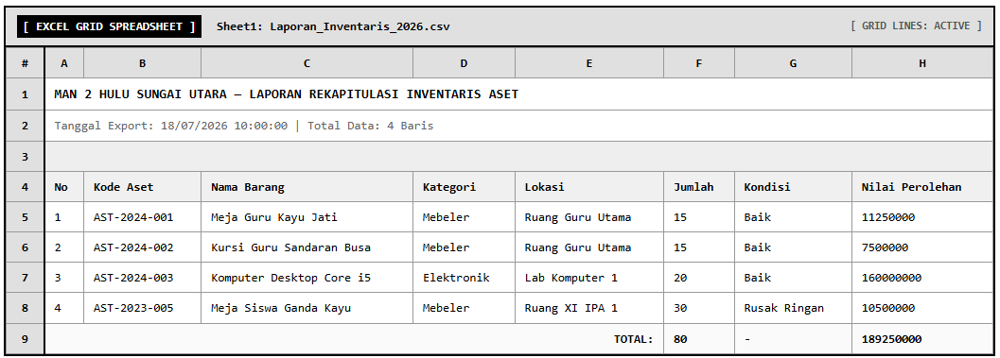 [ EXCEL GRID SPREADSHEET ] Sheet1: Laporan_Inventaris_2026.csv [ GRID LINES: ACTIVE ]
# A B C D E F G H
1 MAN 2 HULU SUNGAI UTARA — LAPORAN REKAPITULASI INVENTARIS ASET
2 Tanggal Export: 18/07/2026 10:00:00 | Total Data: 4 Baris
3
4 No Kode Aset Nama Barang Kategori Lokasi Jumlah Kondisi Nilai Perolehan
5 1 AST-2024-001 Meja Guru Kayu Jati Mebeler Ruang Guru Utama 15 Baik 11250000
6 2 AST-2024-002 Kursi Guru Sandaran Busa Mebeler Ruang Guru Utama 15 Baik 7500000
7 3 AST-2024-003 Komputer Desktop Core i5 Elektronik Lab Komputer 1 20 Baik 160000000
8 4 AST-2023-005 Meja Siswa Ganda Kayu Mebeler Ruang XI IPA 1 30 Rusak Ringan 10500000
9 TOTAL: 80 - 189250000